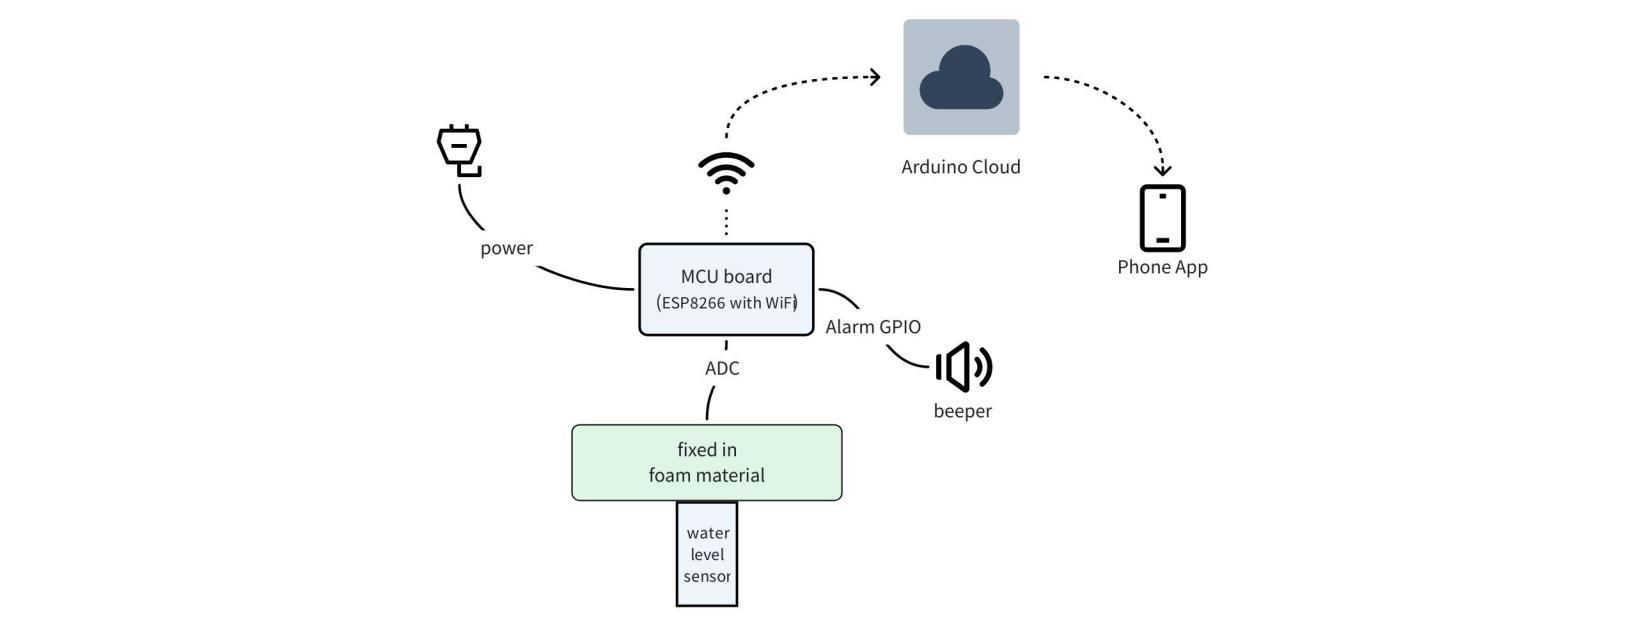 Arduino Cloud
power
Phone App
MCU board
(ESP8266 with WiFi)
Alarm GPIO
ADC
beeper
fixed in
foam material
water
level
sensor